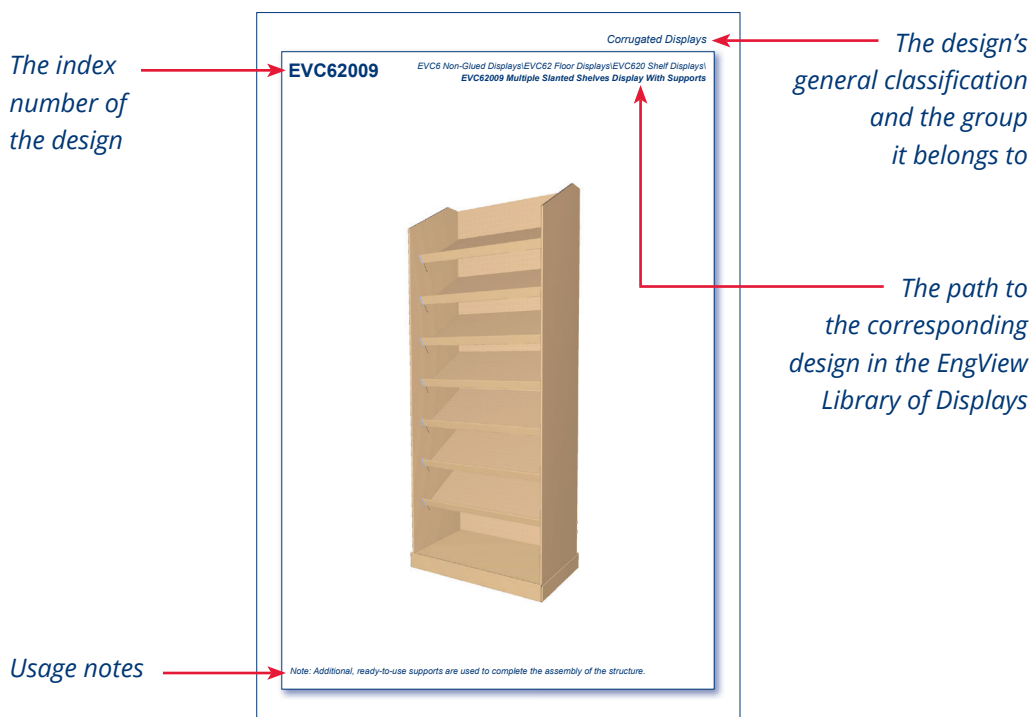 Corrugated Displays
The index
number of
the design
EVC62009
EVC6 Non-Glued Displays\EVC62 Floor Displays\EVC620 Shelf Displays\
EVC62009 Multiple Slanted Shelves Display With Supports
The design's
general classification
and the group
it belongs to
The path to
the corresponding
design in the EngView
Library of Displays
Usage notes
Note: Additional, ready-to-use supports are used to complete the assembly of the structure.